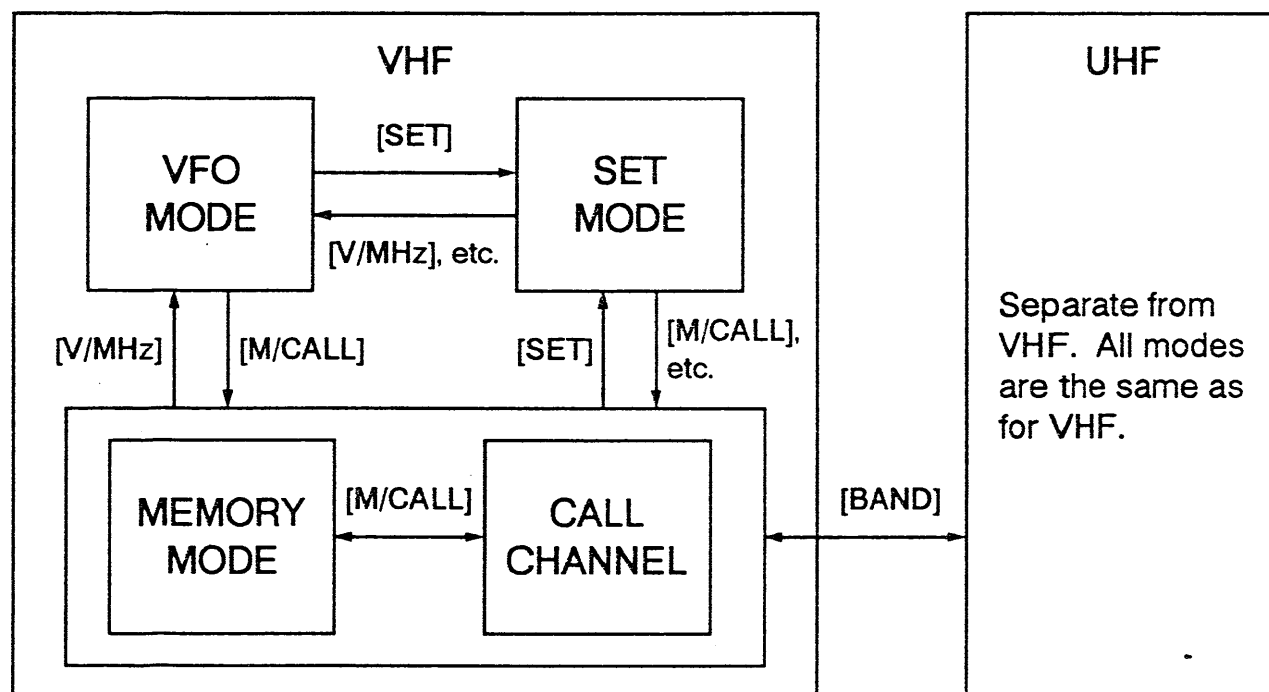 VHF
UHF
VFO
MODE
[SET]
SET
MODE
[V/MHz], etc.
[V/MHz]
[M/CALL]
[SET]
[M/CALL],
etc.
Separate from
VHF. All modes
are the same as
for VHF.
MEMORY
MODE
[M/CALL]
CALL
CHANNEL
[BAND]